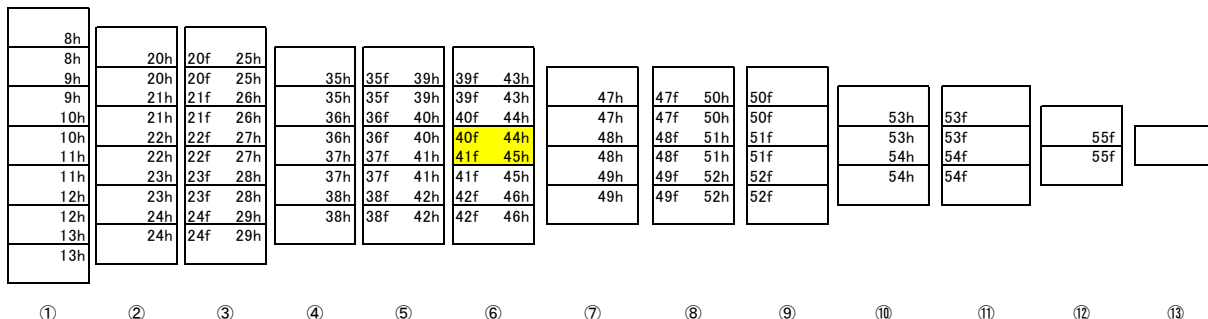 8h
8h 20h 20f 25h
9h 20h 20f 25h 35h 35f 39h 39f 43h
9h 21h 21f 26h 35h 35f 39h 39f 43h 47h 47f 50h 50f
10h 21h 21f 26h 36h 36f 40h 40f 44h 47h 47f 50h 50f 53h 53f
10h 22h 22f 27h 36h 36f 40h 40f 44h 48h 48f 51h 51f 53h 53f 55f
11h 22h 22f 27h 37h 37f 41h 41f 45h 48h 48f 51h 51f 54h 54f 55f
11h 23h 23f 28h 37h 37f 41h 41f 45h 49h 49f 52h 52f 54h 54f
12h 23h 23f 28h 38h 38f 42h 42f 46h 49h 49f 52h 52f
12h 24h 24f 29h 38h 38f 42h 42f 46h
13h 24h 24f 29h
13h
① ② ③ ④ ⑤ ⑥ ⑦ ⑧ ⑨ ⑩ ⑪ ⑫ ⑬